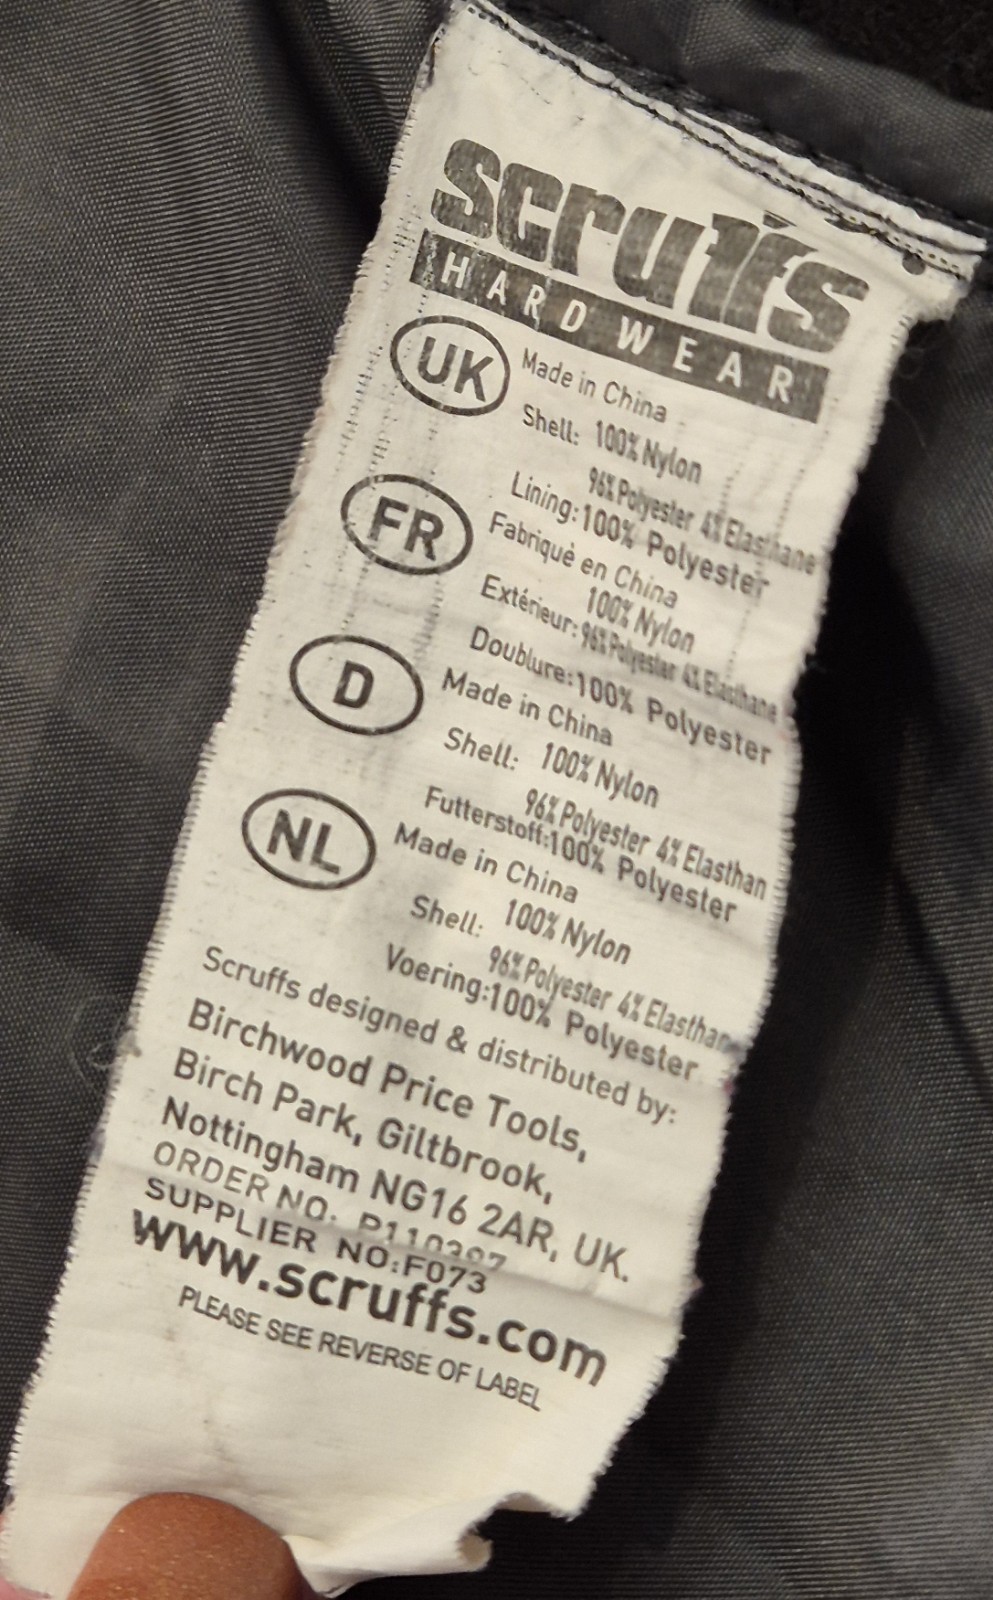 scruffs
HARD WEAR
UK
Made in China
Shell: 100% Nylon
96% Polyester 4% Elasthane
Lining: 100% Polyester
FR
Fabriquè en China
100% Nylon
Extérieur: 96% Polyester 4% Elasthane
Doublure: 100% Polyester
D
Made in China
Shell: 100% Nylon
96% Polyester 4% Elasthan
Futterstoff: 100% Polyester
NL
Made in China
Shell: 100% Nylon
96% Polyester 4% Elasthan
Voering: 100% Polyester
Scruffs designed & distributed by:
Birchwood Price Tools,
Birch Park, Giltbrook,
Nottingham NG16 2AR, UK.
ORDER NO: P110397
SUPPLIER NO:F073
www.scruffs.com
PLEASE SEE REVERSE OF LABEL